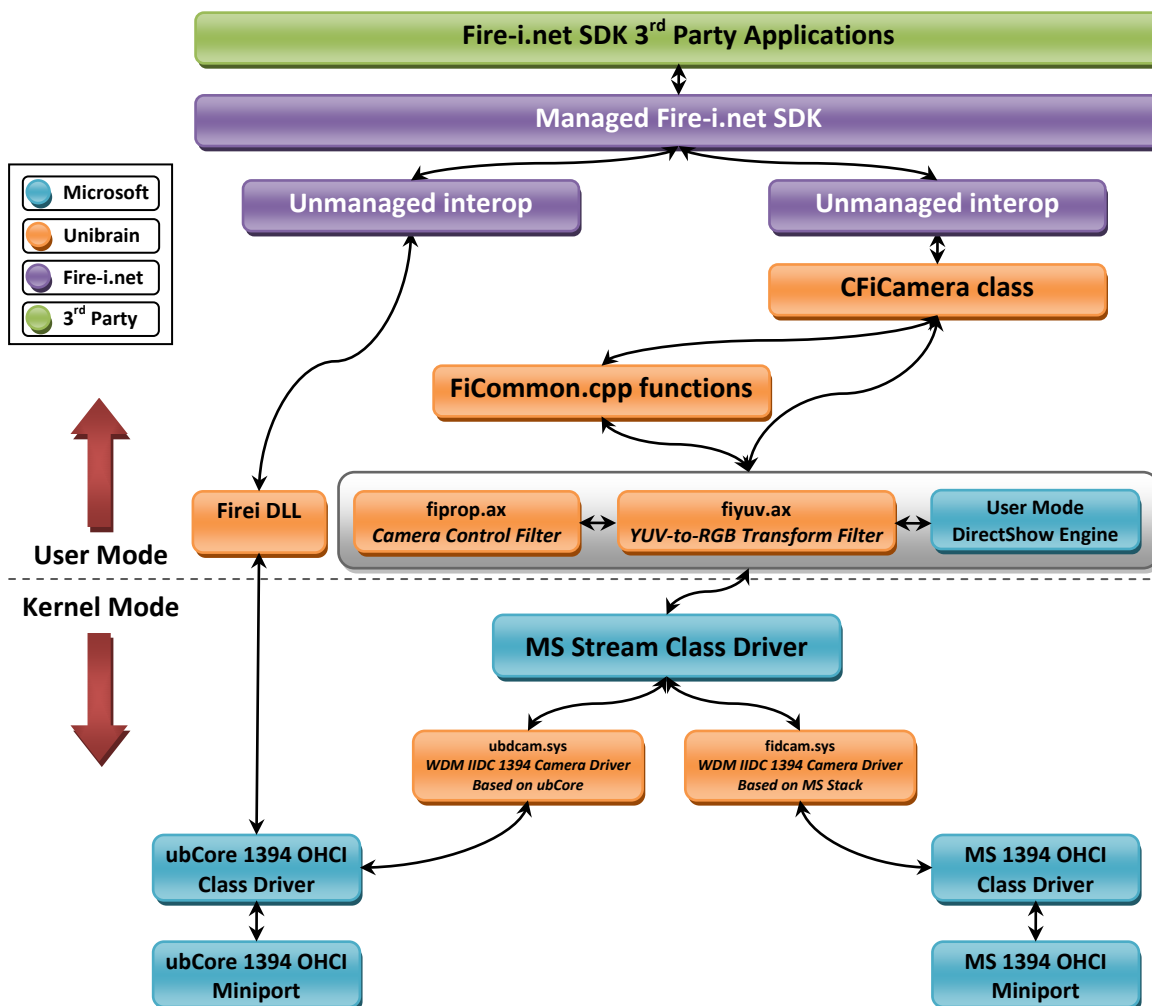 Fire-i.net SDK 3rd Party Applications
Managed Fire-i.net SDK
Microsoft
Unibrain
Fire-i.net
3rd Party
Unmanaged interop
Unmanaged interop
CFiCamera class
FiCommon.cpp functions
Firei DLL
fiprop.ax
Camera Control Filter
fiyuv.ax
YUV-to-RGB Transform Filter
User Mode
DirectShow Engine
User Mode
Kernel Mode
MS Stream Class Driver
ubdcam.sys
WDM IIDC 1394 Camera Driver
Based on ubCore
fidcam.sys
WDM IIDC 1394 Camera Driver
Based on MS Stack
ubCore 1394 OHCI
Class Driver
MS 1394 OHCI
Class Driver
ubCore 1394 OHCI
Miniport
MS 1394 OHCI
Miniport